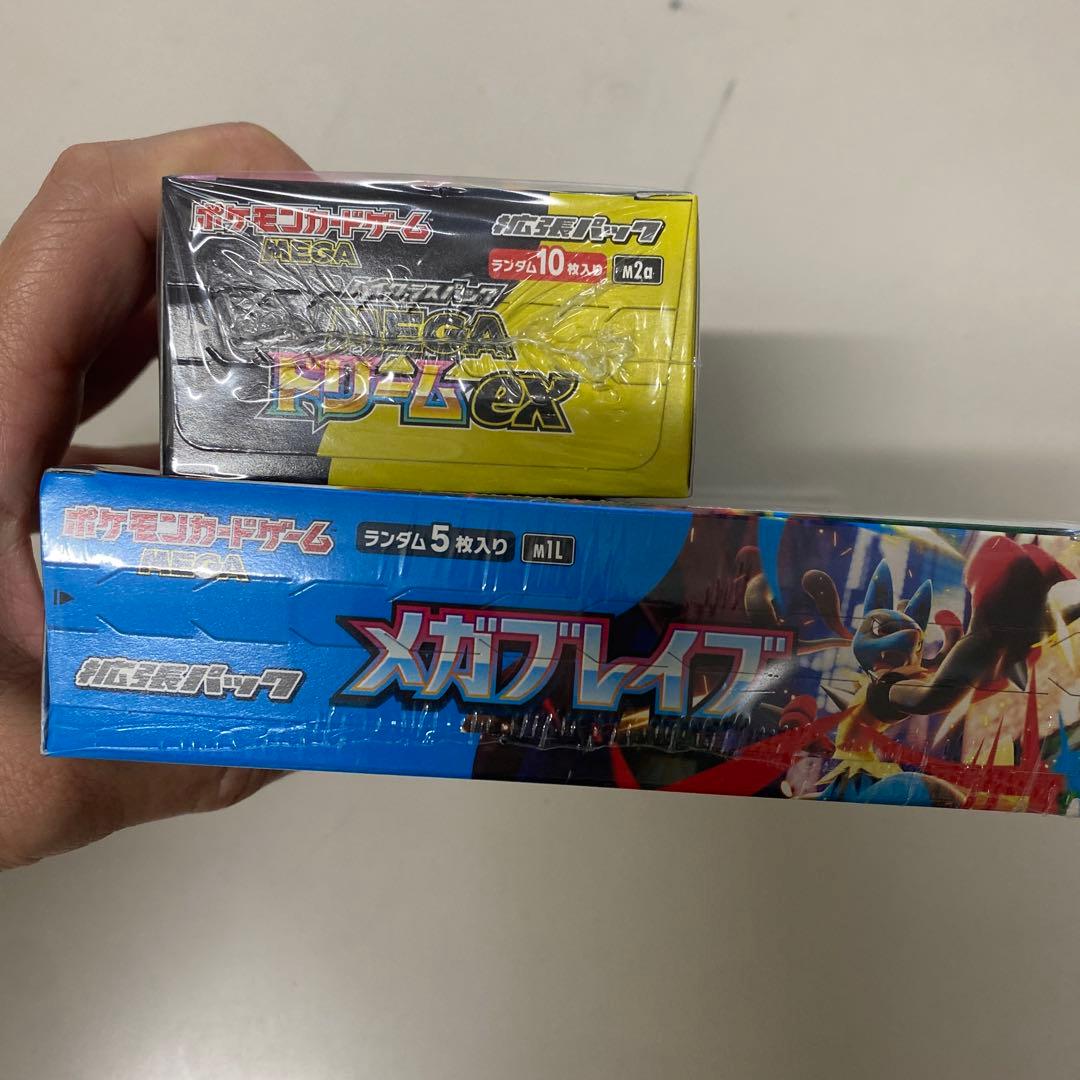 ポケモンカードゲーム
MEGA
拡張パック
ランダム10枚入り
M2a
ハイクラスパック
MEGA
ドリームex
ポケモンカードゲーム
MEGA
ランダム5枚入り
M1L
拡張パック
メガブレイブ